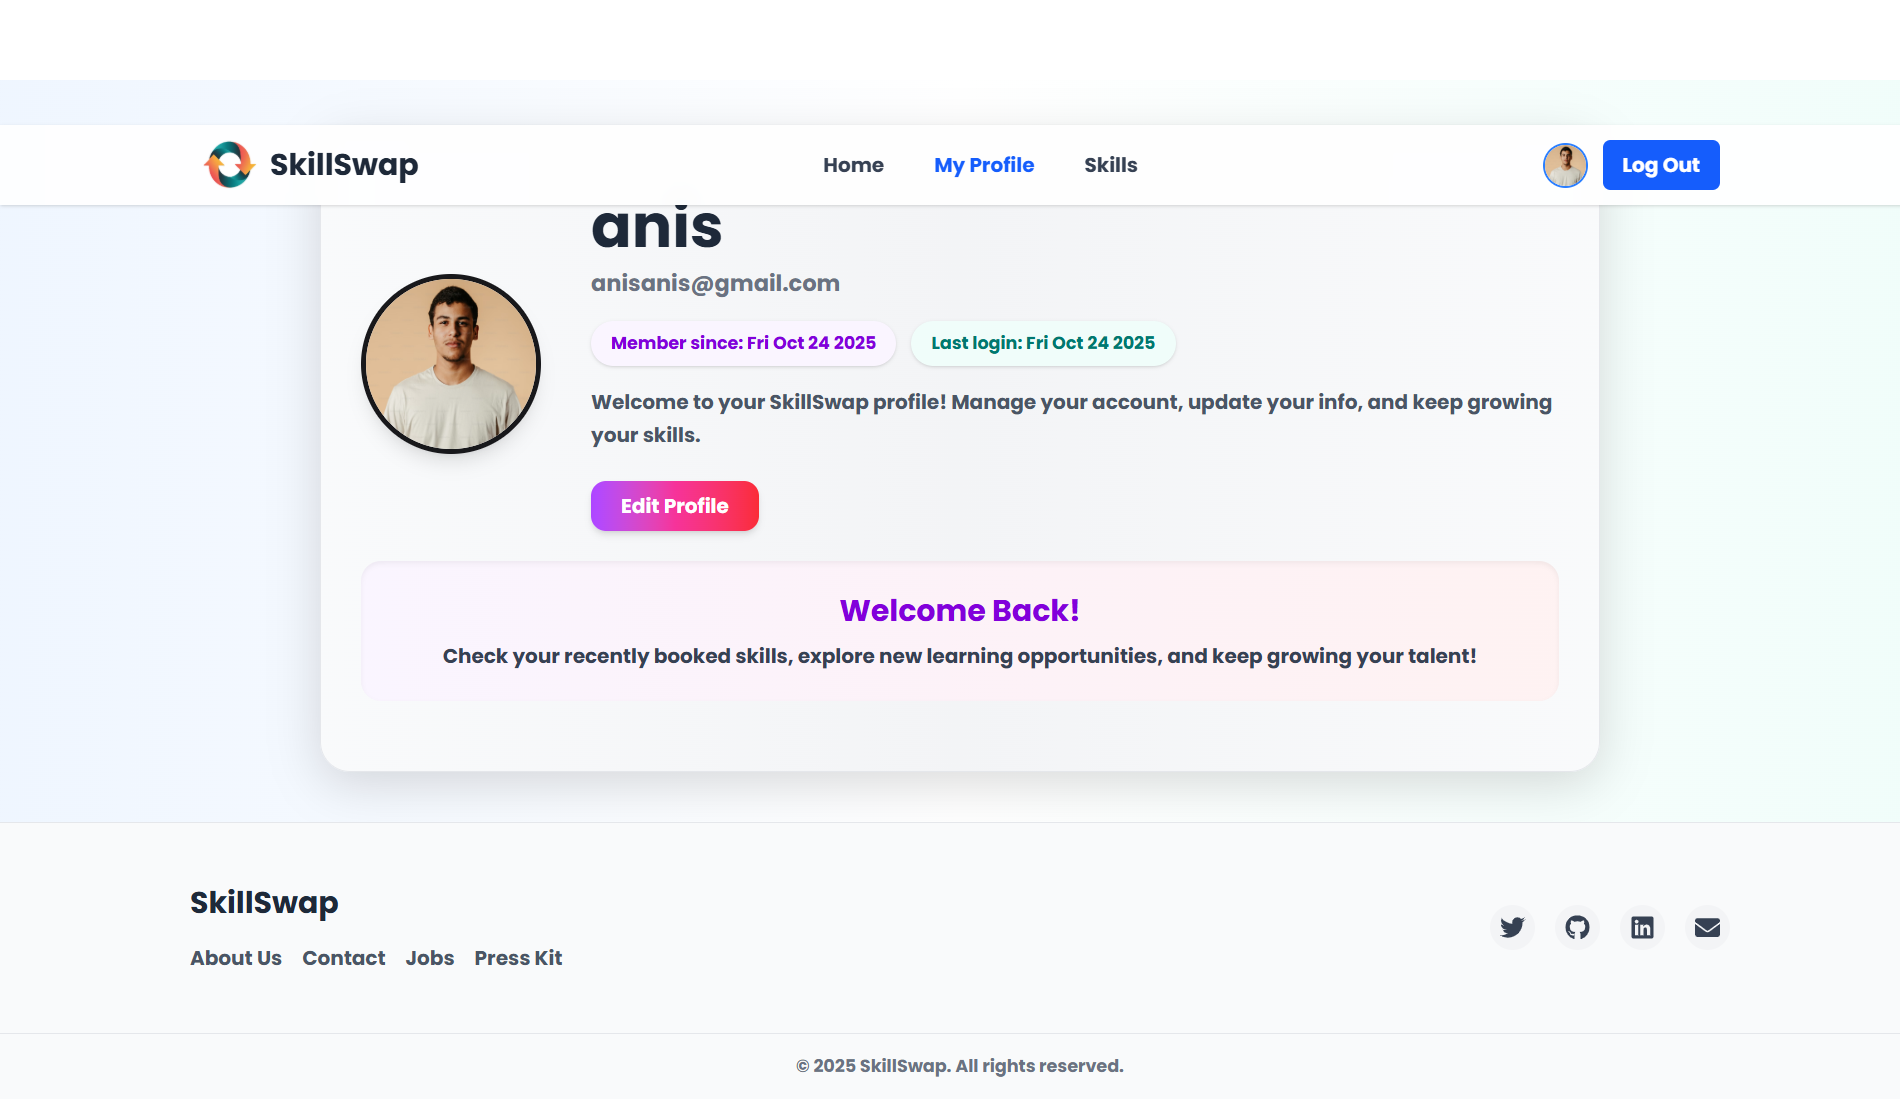 SkillSwap
Home
My Profile
Skills
Log Out
anis
anisanis@gmail.com
Member since: Fri Oct 24 2025
Last login: Fri Oct 24 2025
Welcome to your SkillSwap profile! Manage your account, update your info, and keep growing
your skills.
Edit Profile
Welcome Back!
Check your recently booked skills, explore new learning opportunities, and keep growing your talent!
SkillSwap
About Us
Contact
Jobs
Press Kit
in
© 2025 SkillSwap. All rights reserved.